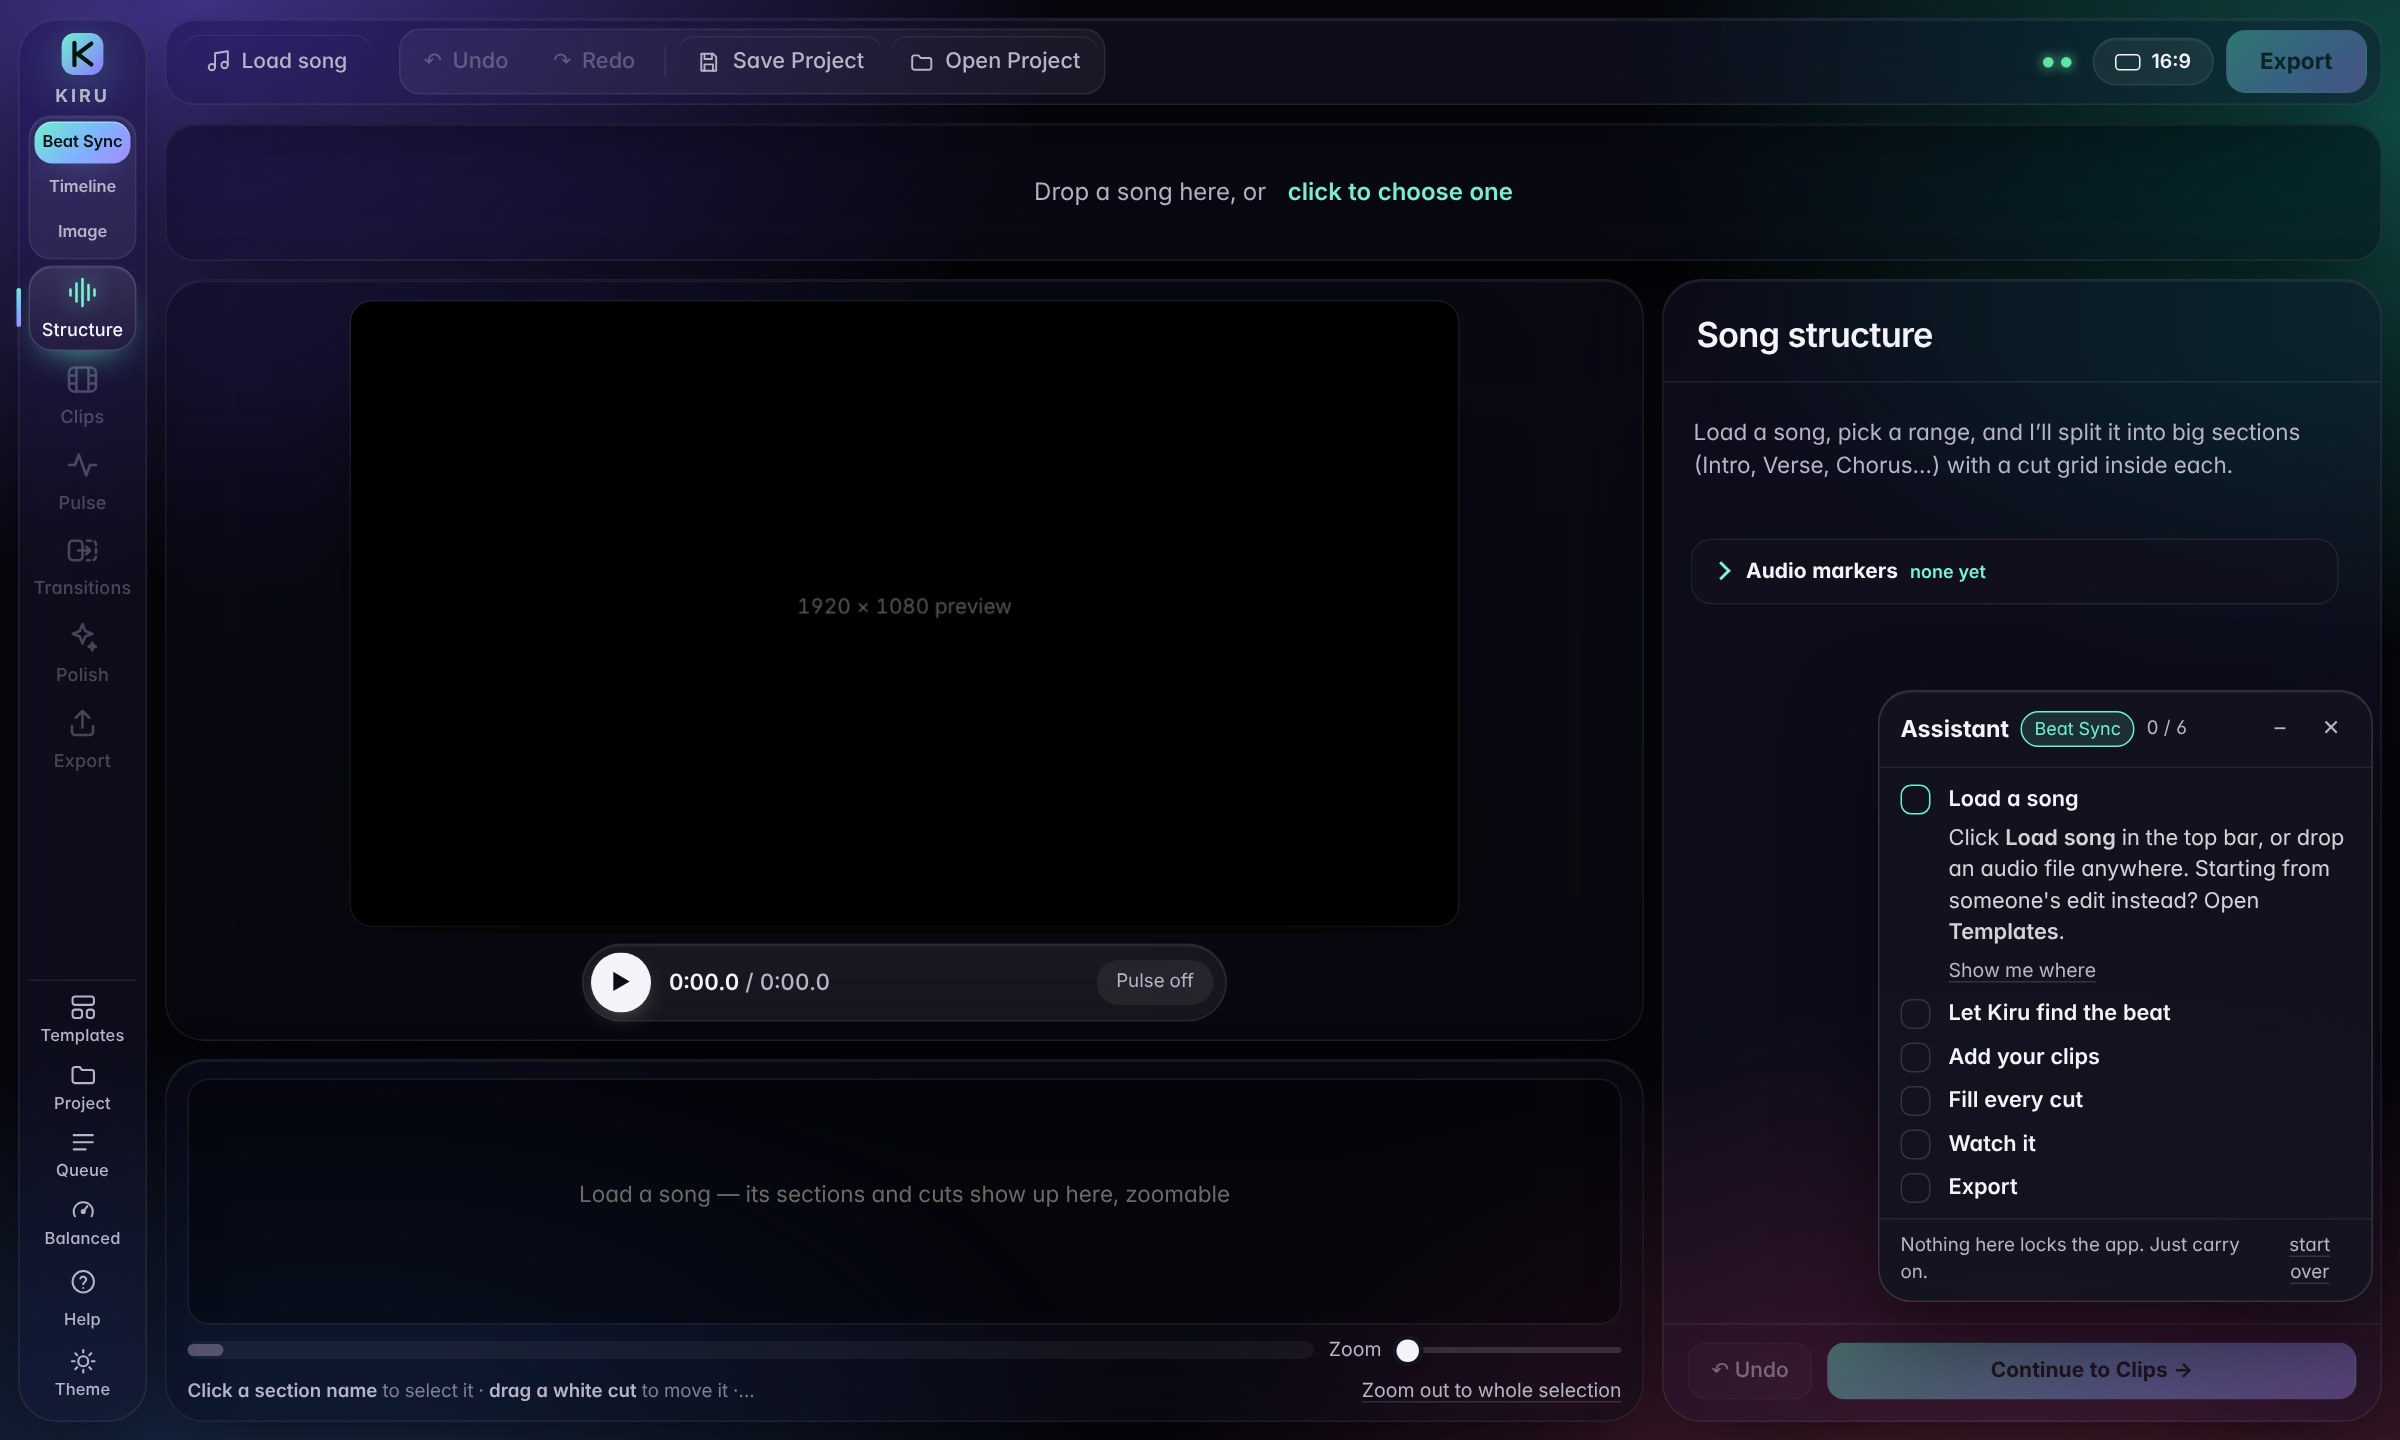 KIRU
Beat Sync
Timeline
Image
Structure
Clips
Pulse
Transitions
Polish
Export
Templates
Project
Queue
Balanced
Help
Theme
Load song
↶ Undo
↷ Redo
Save Project
Open Project
16:9
Export
Drop a song here, or click to choose one
1920 × 1080 preview
0:00.0 / 0:00.0
Pulse off
Load a song — its sections and cuts show up here, zoomable
Zoom
Click a section name to select it · drag a white cut to move it ·...
Zoom out to whole selection
Song structure
Load a song, pick a range, and I’ll split it into big sections
(Intro, Verse, Chorus…) with a cut grid inside each.
Audio markers none yet
Assistant Beat Sync 0 / 6 – ✕
Load a song
Click Load song in the top bar, or drop
an audio file anywhere. Starting from
someone's edit instead? Open
Templates.
Show me where
Let Kiru find the beat
Add your clips
Fill every cut
Watch it
Export
Nothing here locks the app. Just carry
on.
start
over
↶ Undo
Continue to Clips →